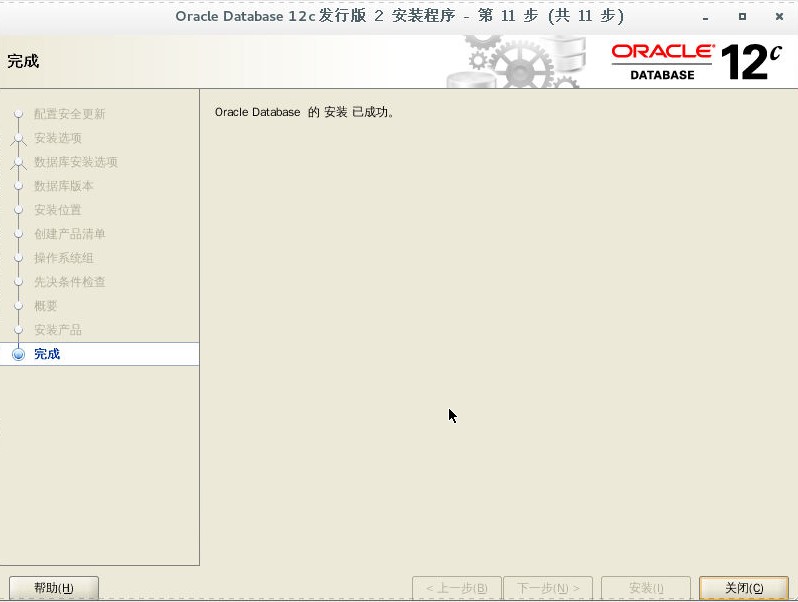 Oracle Database 12c 发行版 2 安装程序 - 第 11 步 (共 11 步)
完成
ORACLE
DATABASE
12c
配置安全更新
安装选项
数据库安装选项
数据库版本
安装位置
创建产品清单
操作系统组
先决条件检查
概要
安装产品
完成
Oracle Database 的 安装 已成功。
帮助(H)
< 上一步(B)
下一步(N) >
安装(I)
关闭(C)